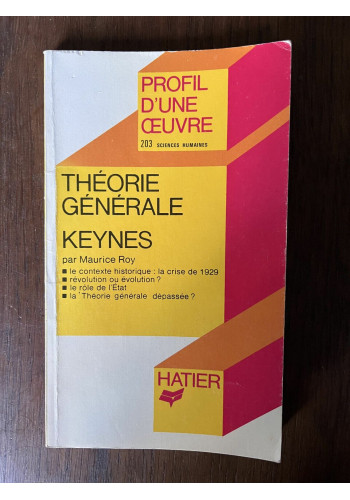 PROFIL
D'UNE
ŒUVRE
203 SCIENCES HUMAINES
THÉORIE
GÉNÉRALE
KEYNES
par Maurice Roy
■ le contexte historique : la crise de 1929
■ révolution ou évolution ?
■ le rôle de l'État
■ la Théorie générale dépassée ?
HATIER